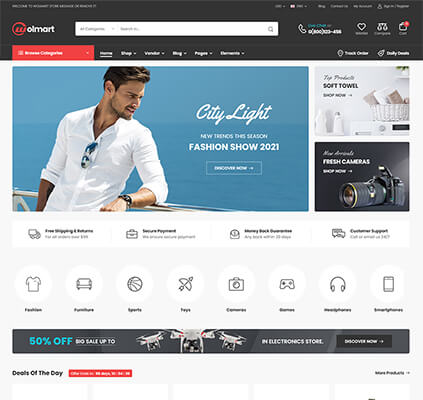 WELCOME TO WOLMART STORE MESSAGE OR REMOVE IT!
USD
ENG
Blog
Contact Us
My Account
Sign In / Register
Wolmart
All Categories
Search in...
Live Chat or
0(800)123-456
Wishlist
Compare
Cart
Browse Categories
Home
Shop
Vendor
Blog
Pages
Elements
Track Order
Daily Deals
City Light
NEW TRENDS THIS SEASON
FASHION SHOW 2021
DISCOVER NOW
Top Products
SOFT TOWEL
SHOP NOW
New Arrivals
FRESH CAMERAS
SHOP NOW
Free Shipping & Returns
For all orders over $99
Secure Payment
We ensure secure payment
Money Back Guarantee
Any back within 30 days
Customer Support
Call or email us 24/7
Fashion
Furniture
Sports
Toys
Cameras
Games
Headphones
Smartphones
50% OFF BIG SALE UP TO
IN ELECTRONICS STORE.
DISCOVER NOW
Deals Of The Day
Offer Ends in:
More Products